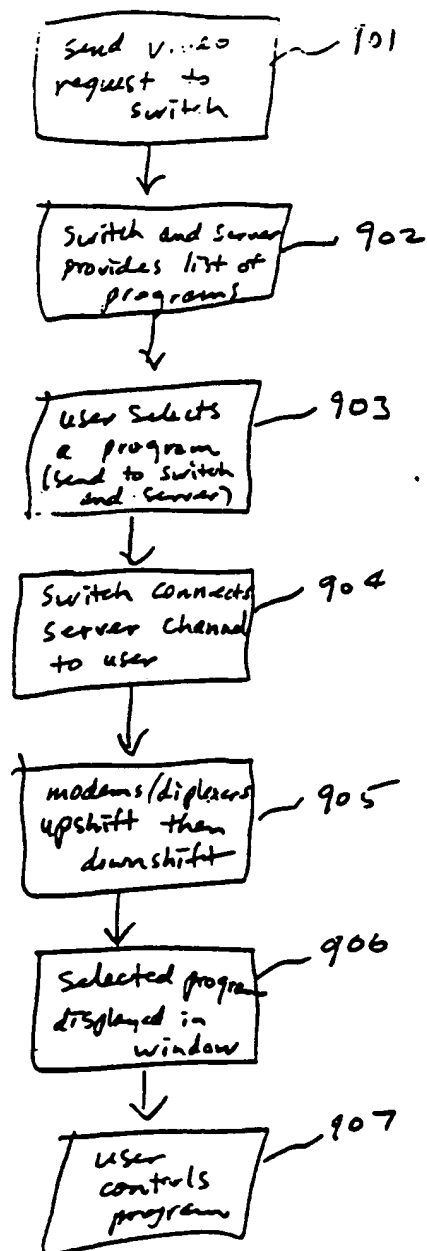 send
request to
switch
901
switch and server
provides list of
programs
902
user selects
a program
(send to switch
and server)
903
switch connects
server channel
to user
904
modems/diplexers
upshift then
downshift
905
selected program
displayed in
window
906
user
controls
program
907